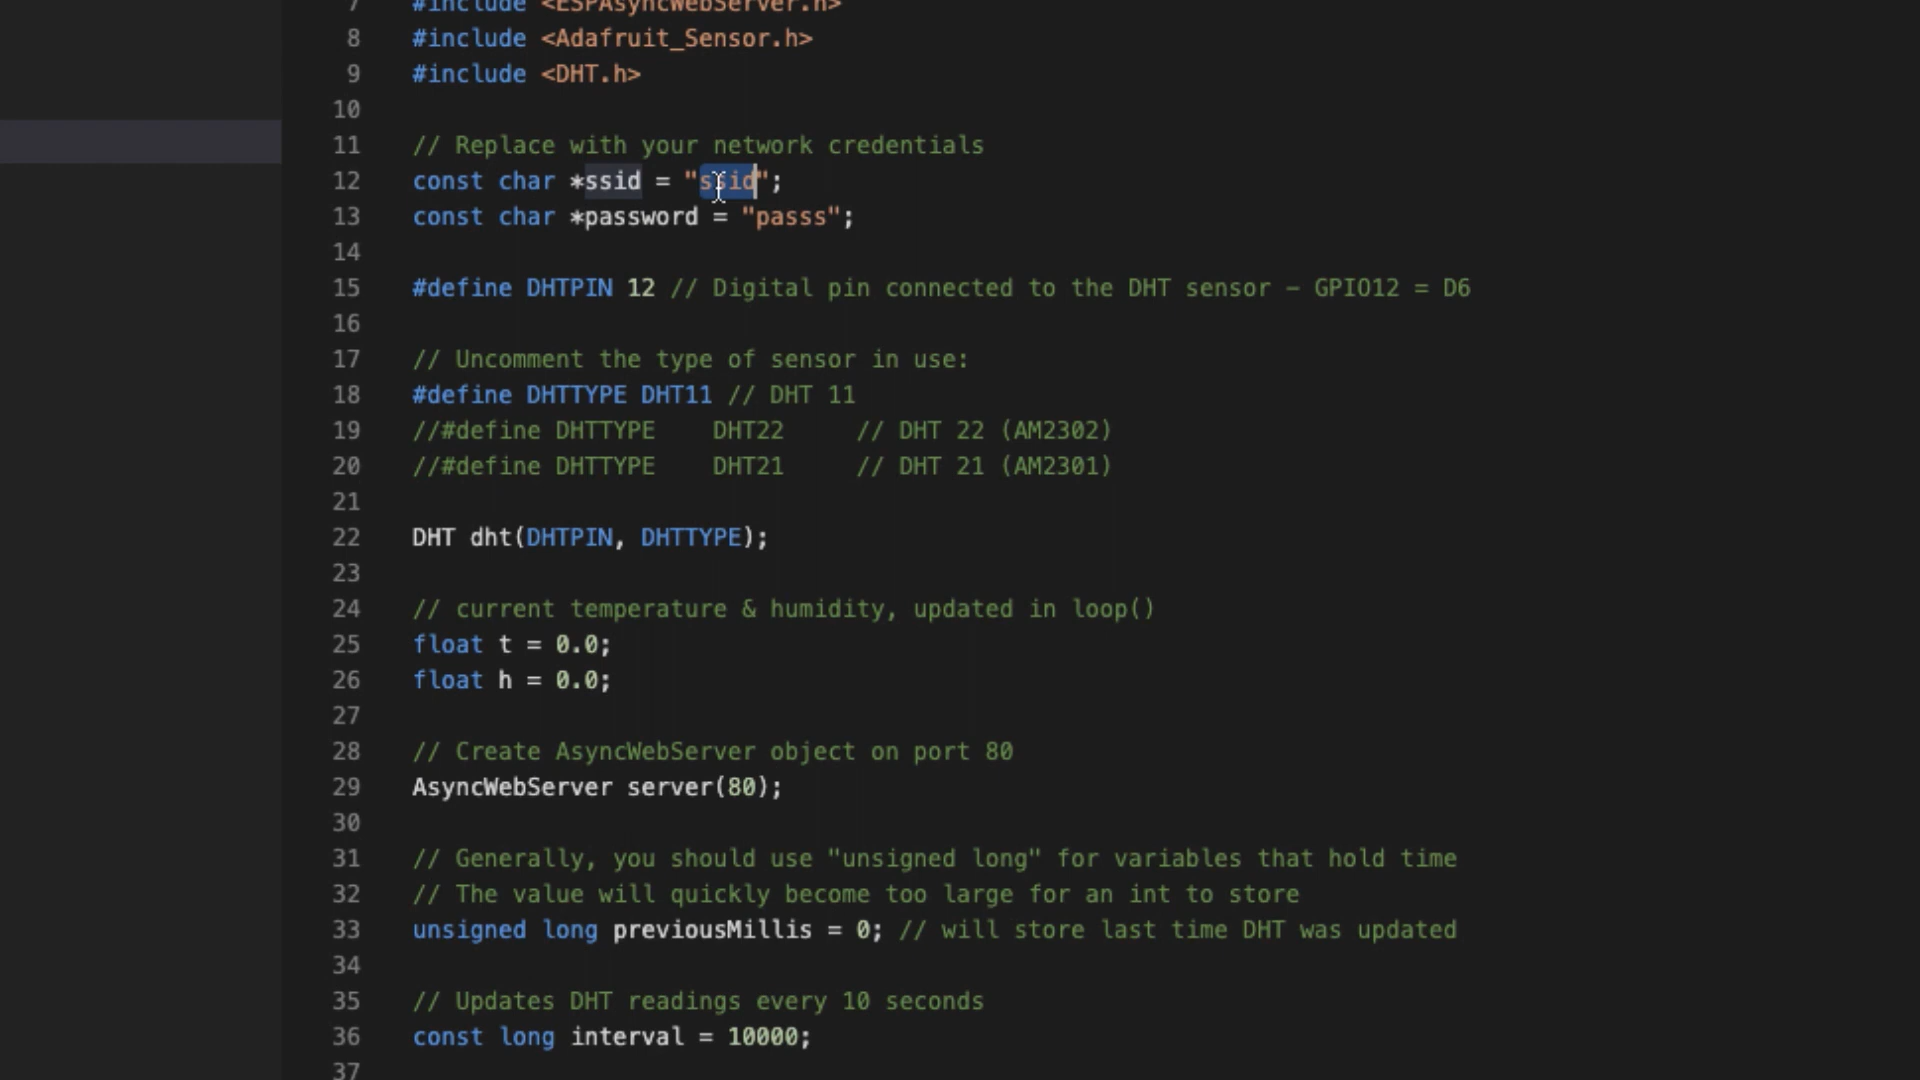 7 #include <ESPAsyncWebServer.h>
8 #include <Adafruit_Sensor.h>
9 #include <DHT.h>
10
11 // Replace with your network credentials
12 const char *ssid = "ssid";
13 const char *password = "passs";
14
15 #define DHTPIN 12 // Digital pin connected to the DHT sensor – GPIO12 = D6
16
17 // Uncomment the type of sensor in use:
18 #define DHTTYPE DHT11 // DHT 11
19 //#define DHTTYPE    DHT22     // DHT 22 (AM2302)
20 //#define DHTTYPE    DHT21     // DHT 21 (AM2301)
21
22 DHT dht(DHTPIN, DHTTYPE);
23
24 // current temperature & humidity, updated in loop()
25 float t = 0.0;
26 float h = 0.0;
27
28 // Create AsyncWebServer object on port 80
29 AsyncWebServer server(80);
30
31 // Generally, you should use "unsigned long" for variables that hold time
32 // The value will quickly become too large for an int to store
33 unsigned long previousMillis = 0; // will store last time DHT was updated
34
35 // Updates DHT readings every 10 seconds
36 const long interval = 10000;
37